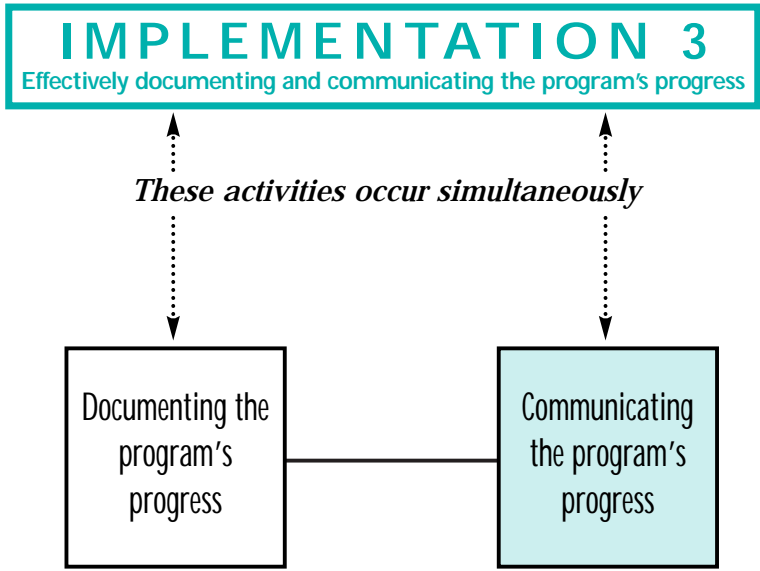 IMPLEMENTATION 3
Effectively documenting and communicating the program's progress
These activities occur simultaneously
Documenting the
program's
progress
Communicating
the program's
progress